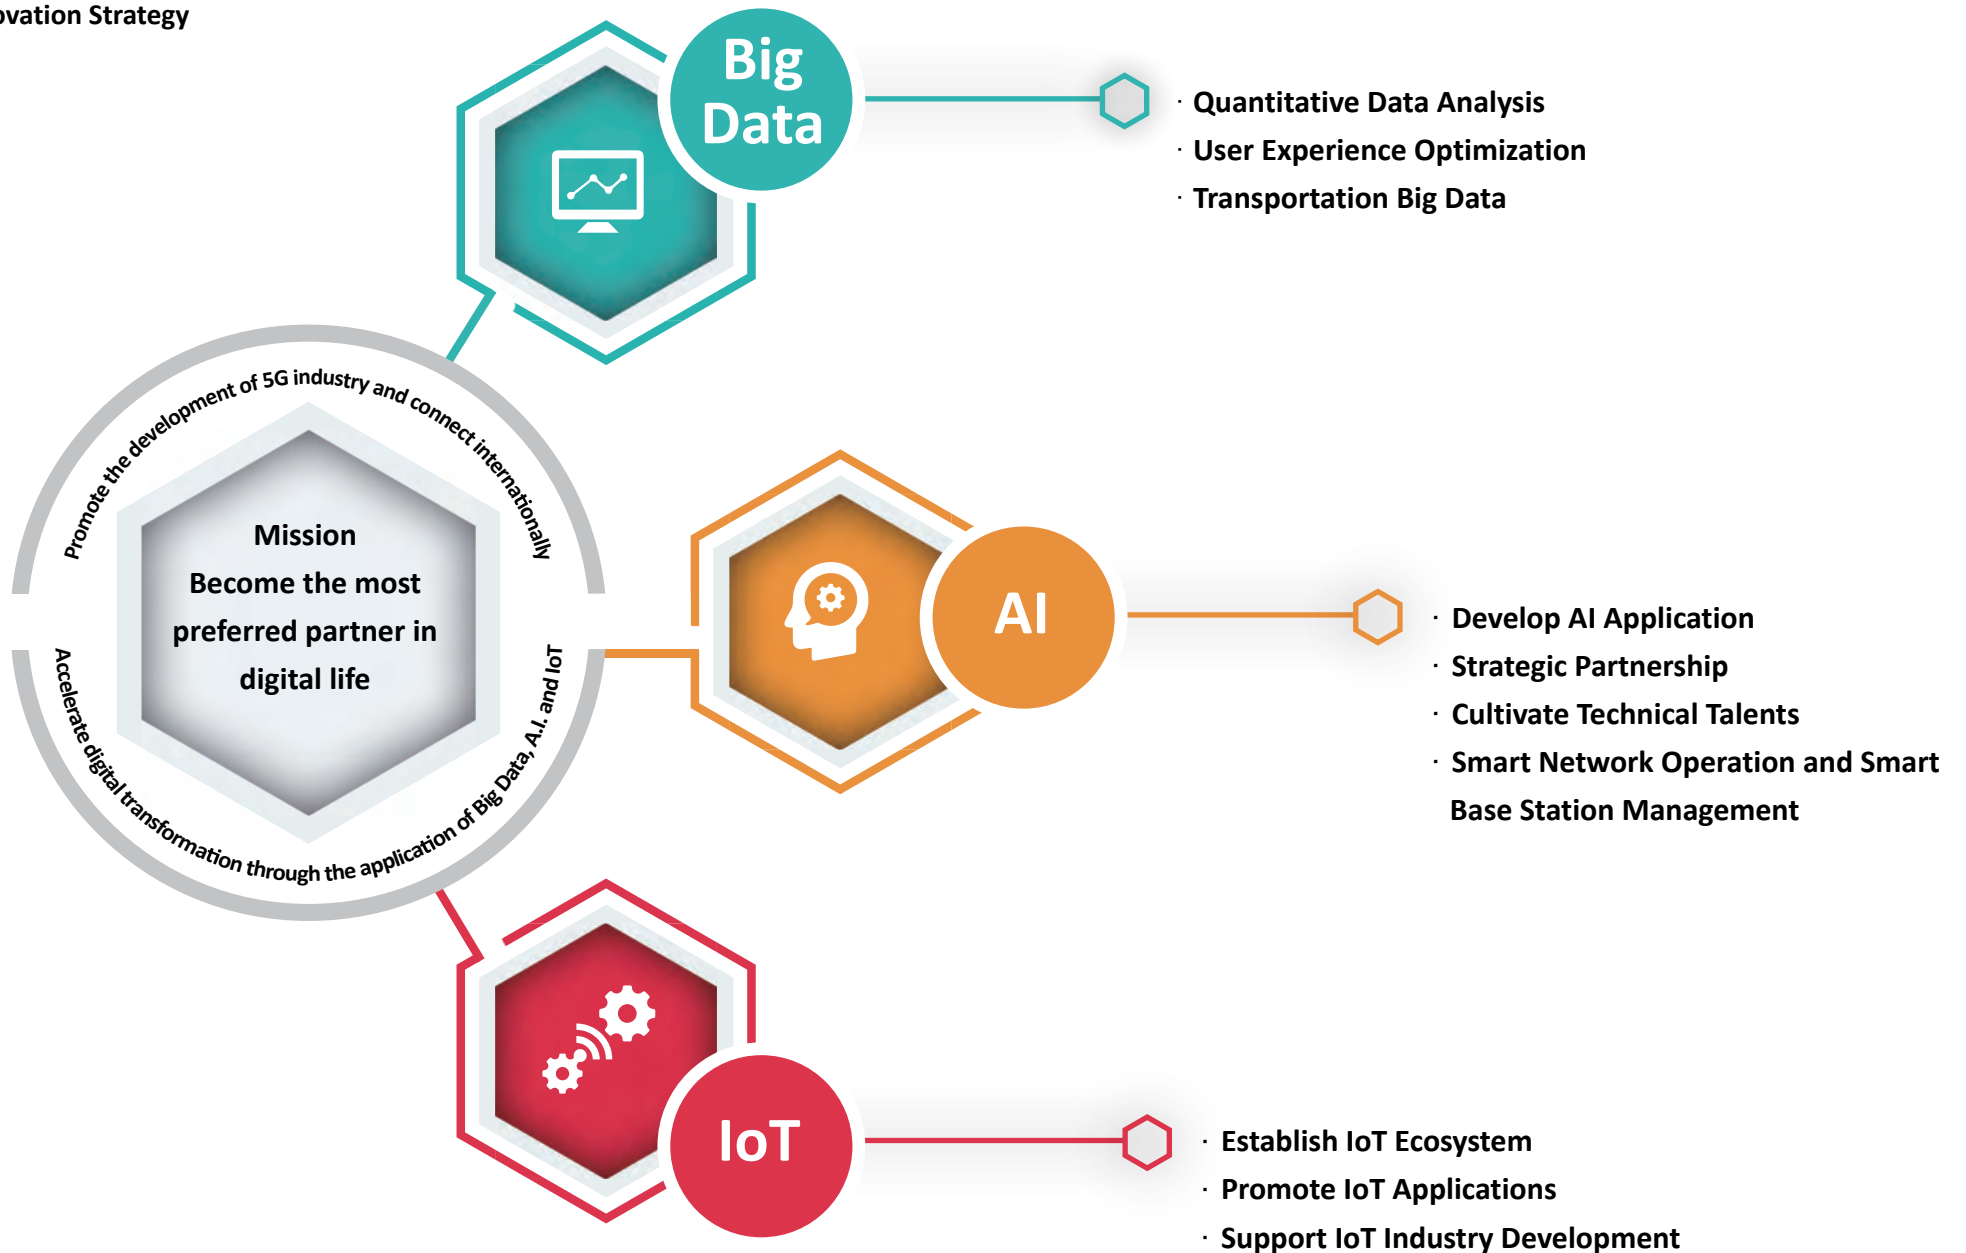 ovation Strategy
Big
Data
· Quantitative Data Analysis
· User Experience Optimization
· Transportation Big Data
Promote the development of 5G industry and connect internationally
Mission
Become the most
preferred partner in
digital life
Accelerate digital transformation through the application of Big Data, A.I. and IoT
AI
· Develop AI Application
· Strategic Partnership
· Cultivate Technical Talents
· Smart Network Operation and Smart
Base Station Management
IoT
· Establish IoT Ecosystem
· Promote IoT Applications
· Support IoT Industry Development